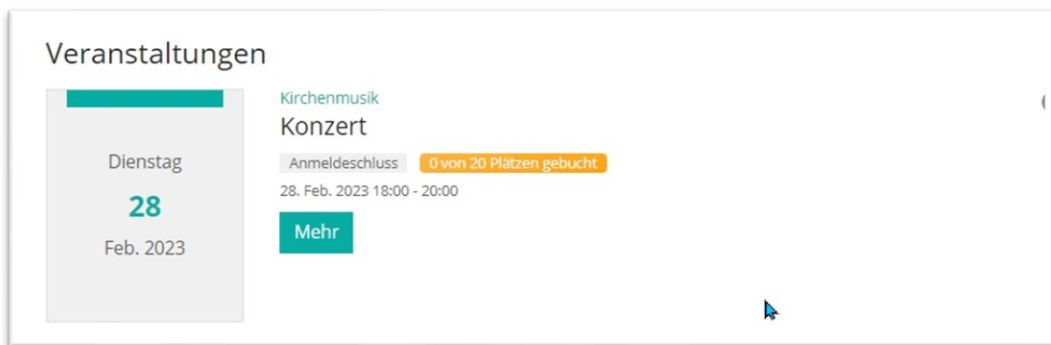 Veranstaltungen
Dienstag
28
Feb. 2023
Kirchenmusik
Konzert
Anmeldeschluss 0 von 20 Plätzen gebucht
28. Feb. 2023 18:00 - 20:00
Mehr